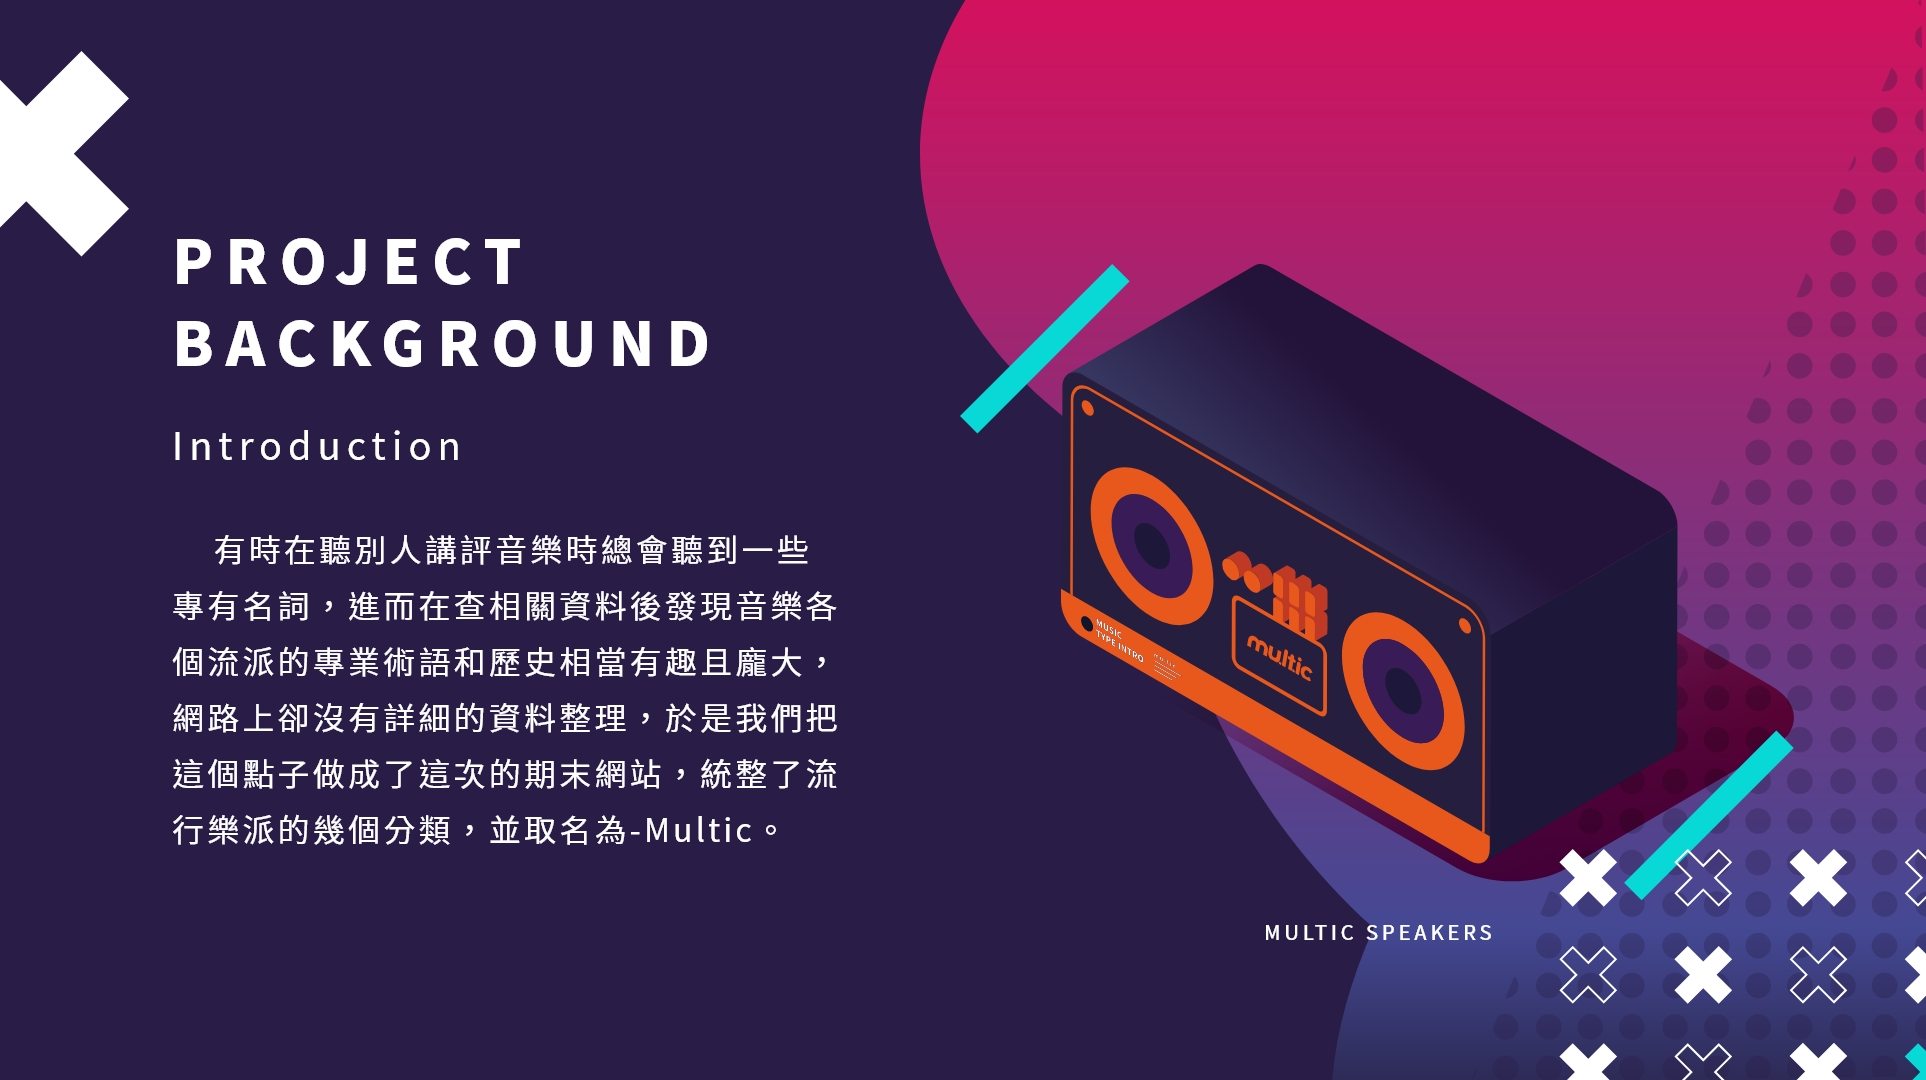 PROJECT
BACKGROUND
Introduction
有時在聽別人講評音樂時總會聽到一些
專有名詞，進而在查相關資料後發現音樂各
個流派的專業術語和歷史相當有趣且龐大，
網路上卻沒有詳細的資料整理，於是我們把
這個點子做成了這次的期末網站，統整了流
行樂派的幾個分類，並取名為-Multic。
multic
MUSIC
TYPE INTRO
MULTIC SPEAKERS